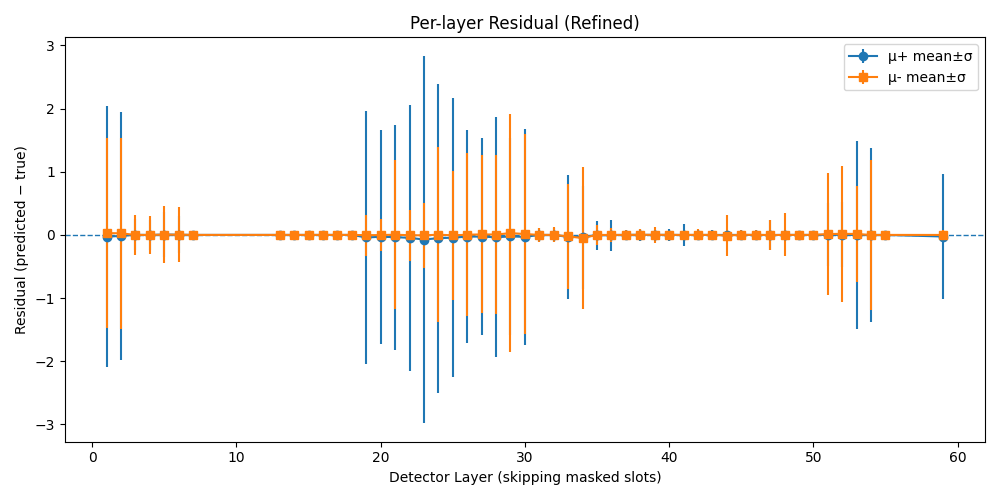 Per-layer Residual (Refined)
Residual (predicted − true)
3
2
1
0
−1
−2
−3
μ+ mean±σ
μ- mean±σ
0 10 20 30 40 50 60
Detector Layer (skipping masked slots)